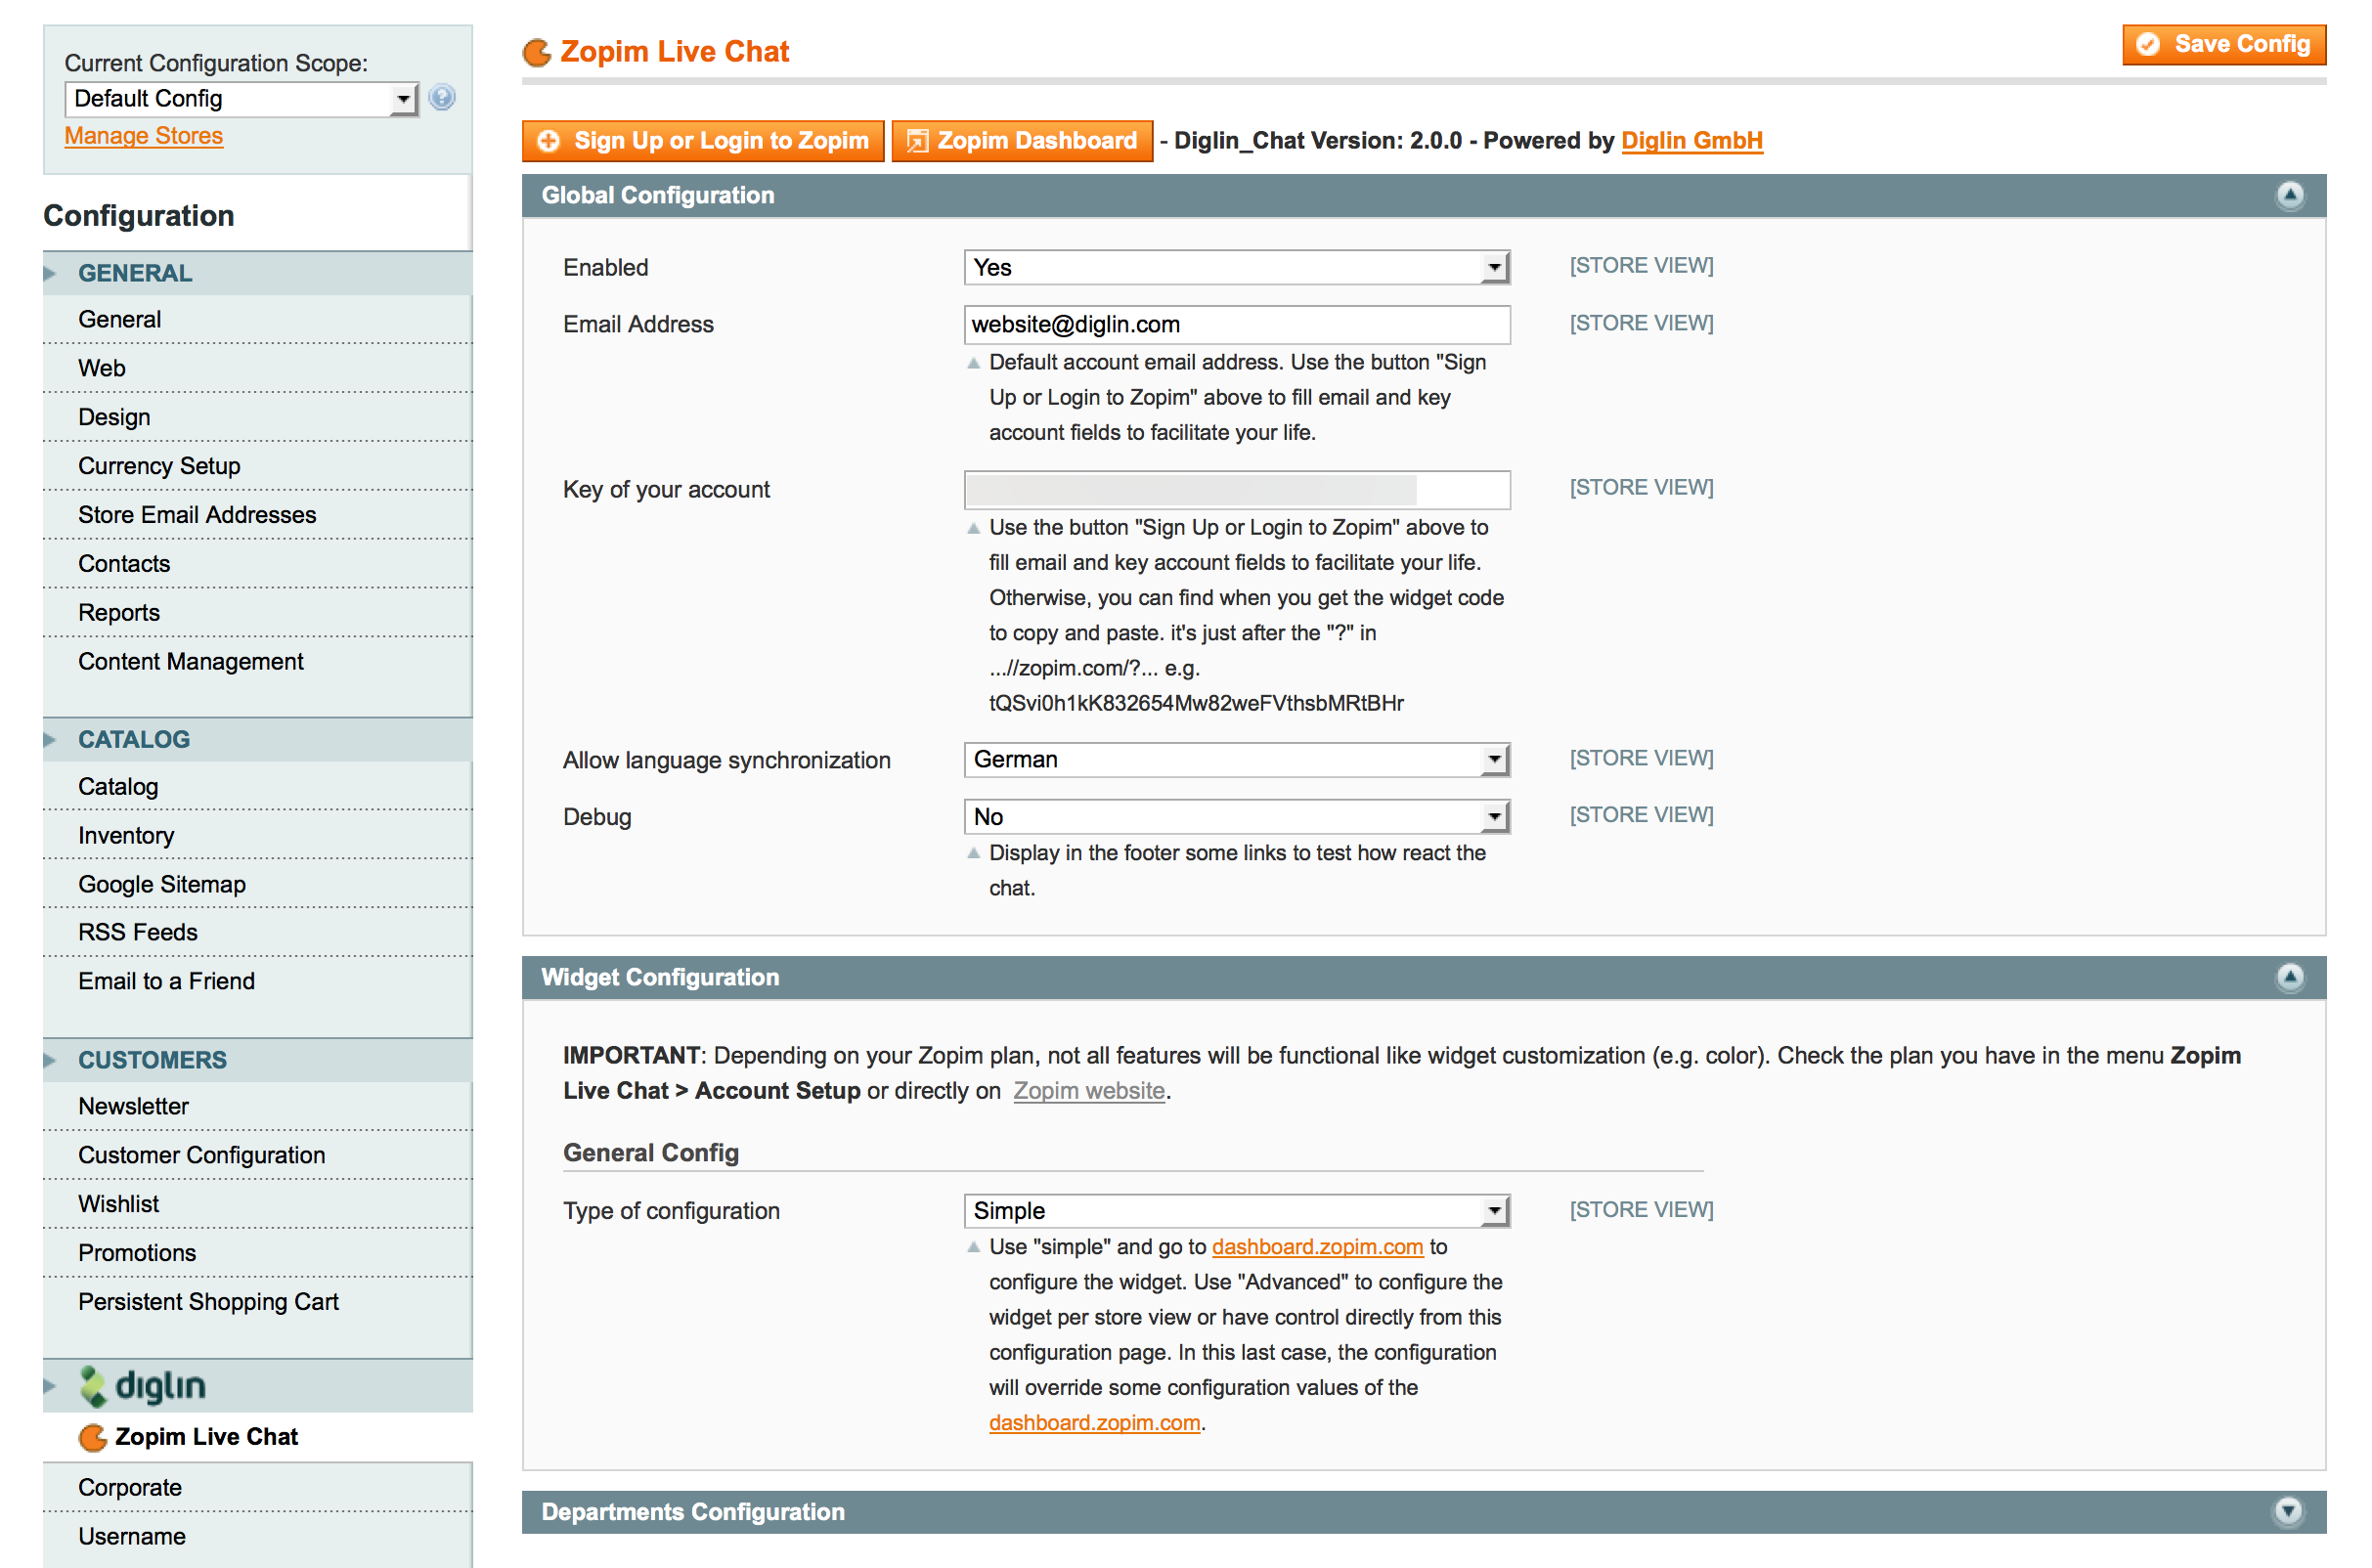 Current Configuration Scope:
Default Config
Manage Stores
Configuration
GENERAL
General
Web
Design
Currency Setup
Store Email Addresses
Contacts
Reports
Content Management
CATALOG
Catalog
Inventory
Google Sitemap
RSS Feeds
Email to a Friend
CUSTOMERS
Newsletter
Customer Configuration
Wishlist
Promotions
Persistent Shopping Cart
diglin
Zopim Live Chat
Corporate
Username
Zopim Live Chat
Save Config
Sign Up or Login to Zopim Zopim Dashboard - Diglin_Chat Version: 2.0.0 - Powered by Diglin GmbH
Global Configuration
Enabled Yes [STORE VIEW]
Email Address website@diglin.com [STORE VIEW]
Default account email address. Use the button "Sign
Up or Login to Zopim" above to fill email and key
account fields to facilitate your life.
Key of your account [STORE VIEW]
Use the button "Sign Up or Login to Zopim" above to
fill email and key account fields to facilitate your life.
Otherwise, you can find when you get the widget code
to copy and paste. it's just after the "?" in
...//zopim.com/?... e.g.
tQSvi0h1kK832654Mw82weFVthsbMRtBHr
Allow language synchronization German [STORE VIEW]
Debug No [STORE VIEW]
Display in the footer some links to test how react the
chat.
Widget Configuration
IMPORTANT: Depending on your Zopim plan, not all features will be functional like widget customization (e.g. color). Check the plan you have in the menu Zopim
Live Chat > Account Setup or directly on Zopim website.
General Config
Type of configuration Simple [STORE VIEW]
Use "simple" and go to dashboard.zopim.com to
configure the widget. Use "Advanced" to configure the
widget per store view or have control directly from this
configuration page. In this last case, the configuration
will override some configuration values of the
dashboard.zopim.com.
Departments Configuration